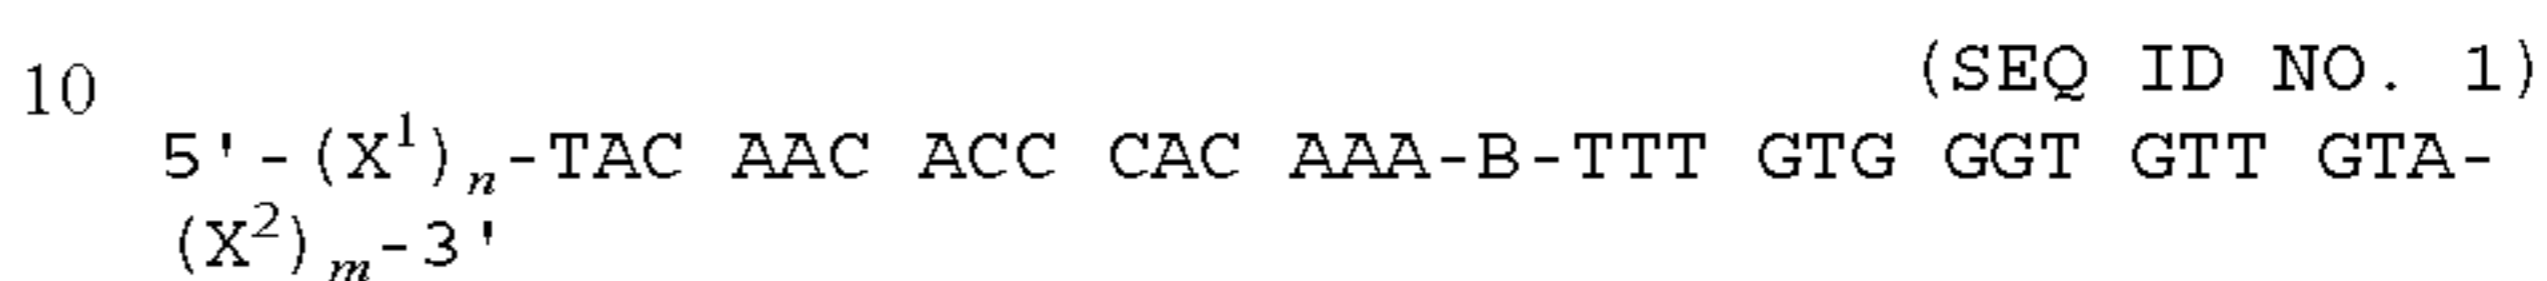 10 (SEQ ID NO. 1)
5'-(X¹)ₙ-TAC AAC ACC CAC AAA-B-TTT GTG GGT GTT GTA-
(X²)ₘ-3'